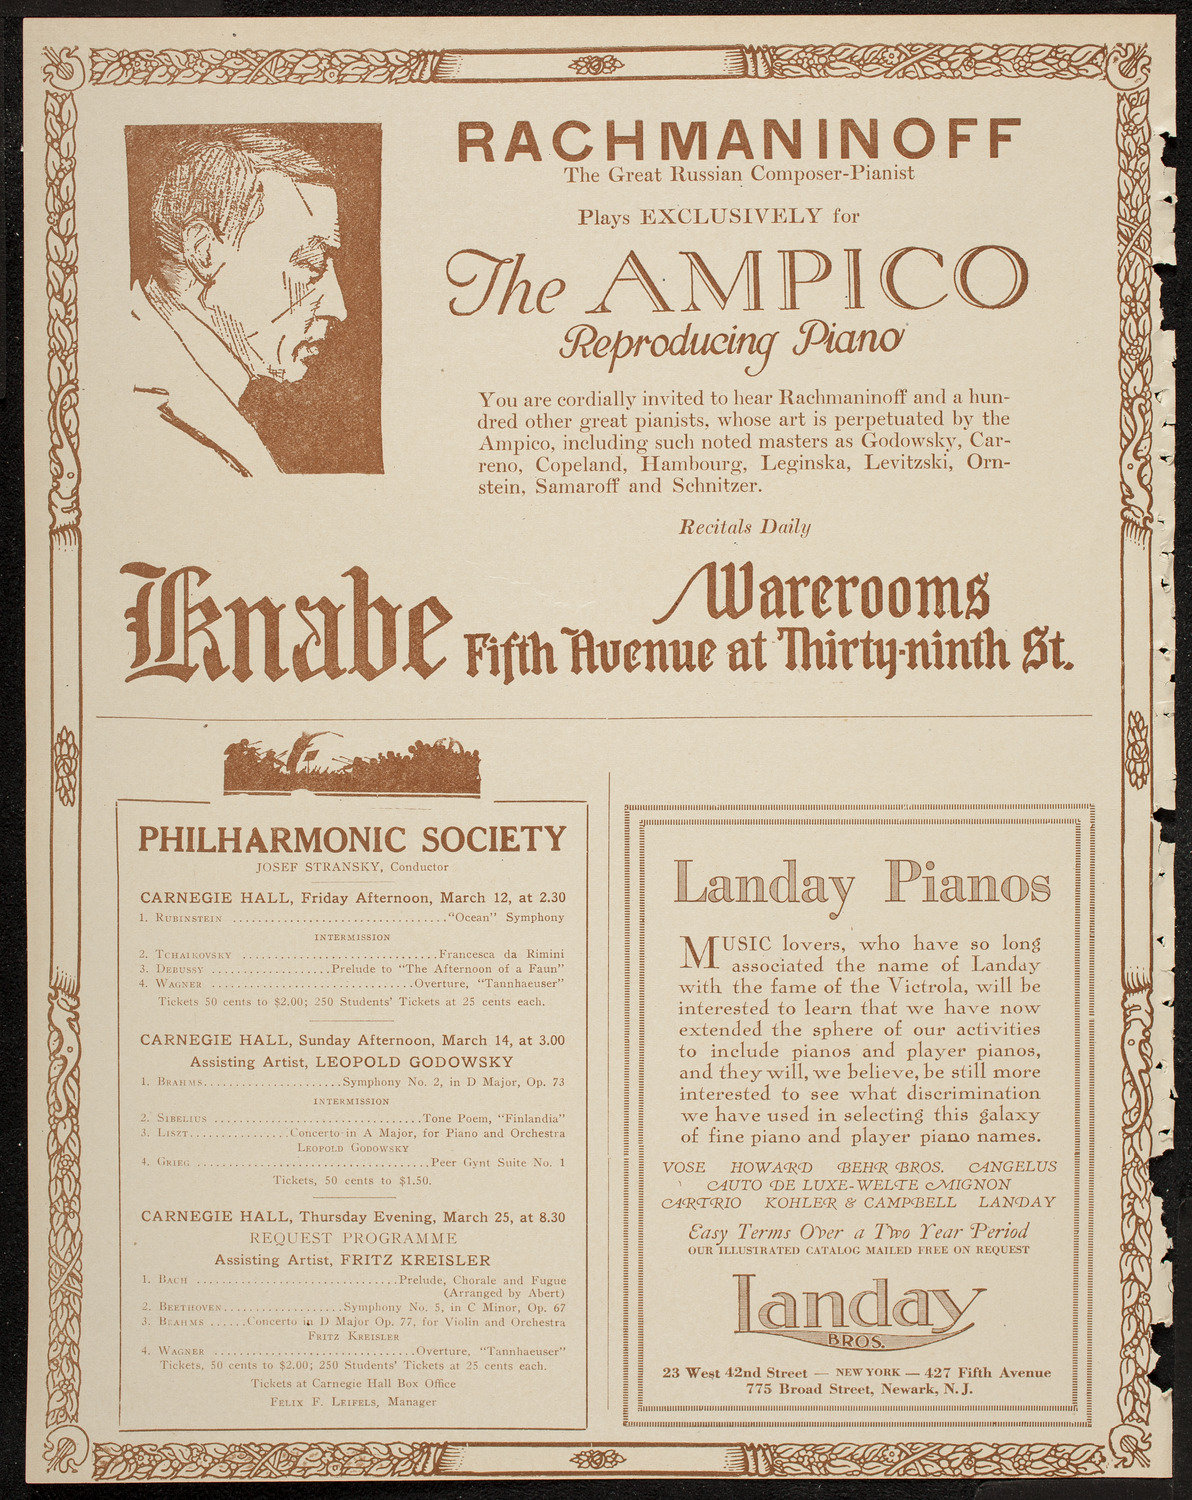 RACHMANINOFF
The Great Russian Composer-Pianist
Plays EXCLUSIVELY for
The AMPICO
Reproducing Piano
You are cordially invited to hear Rachmaninoff and a hun-
dred other great pianists, whose art is perpetuated by the
Ampico, including such noted masters as Godowsky, Car-
reno, Copeland, Hambourg, Leginska, Levitzski, Orn-
stein, Samaroff and Schnitzer.
Recitals Daily
Knabe Warerooms
Fifth Avenue at Thirty-ninth St.
PHILHARMONIC SOCIETY
JOSEF STRANSKY, Conductor
CARNEGIE HALL, Friday Afternoon, March 12, at 2.30
1. RUBINSTEIN ................................"Ocean" Symphony
INTERMISSION
2. TCHAIKOVSKY .............................Francesca da Rimini
3. DEBUSSY ..................Prelude to "The Afternoon of a Faun"
4. WAGNER ..............................Overture, "Tannhaeuser"
Tickets 50 cents to $2.00; 250 Students' Tickets at 25 cents each.
CARNEGIE HALL, Sunday Afternoon, March 14, at 3.00
Assisting Artist, LEOPOLD GODOWSKY
1. BRAHMS.....................Symphony No. 2, in D Major, Op. 73
INTERMISSION
2. SIBELIUS ...............................Tone Poem, "Finlandia"
3. LISZT...............Concerto in A Major, for Piano and Orchestra
LEOPOLD GODOWSKY
4. GRIEG ..................................Peer Gynt Suite No. 1
Tickets, 50 cents to $1.50.
CARNEGIE HALL, Thursday Evening, March 25, at 8.30
REQUEST PROGRAMME
Assisting Artist, FRITZ KREISLER
1. BACH ..............................Prelude, Chorale and Fugue
(Arranged by Abert)
2. BEETHOVEN..................Symphony No. 5, in C Minor, Op. 67
3. BRAHMS ......Concerto in D Major Op. 77, for Violin and Orchestra
FRITZ KREISLER
4. WAGNER ..............................Overture, "Tannhaeuser"
Tickets, 50 cents to $2.00; 250 Students' Tickets at 25 cents each.
Tickets at Carnegie Hall Box Office
FELIX F. LEIFELS, Manager
Landay Pianos
MUSIC lovers, who have so long
associated the name of Landay
with the fame of the Victrola, will be
interested to learn that we have now
extended the sphere of our activities
to include pianos and player pianos,
and they will, we believe, be still more
interested to see what discrimination
we have used in selecting this galaxy
of fine piano and player piano names.
VOSE HOWARD BEHR BROS. ANGELUS
AUTO DE LUXE-WELTE MIGNON
ARTRIO KOHLER & CAMPBELL LANDAY
Easy Terms Over a Two Year Period
OUR ILLUSTRATED CATALOG MAILED FREE ON REQUEST
Landay
BROS.
23 West 42nd Street — NEW YORK — 427 Fifth Avenue
775 Broad Street, Newark, N. J.